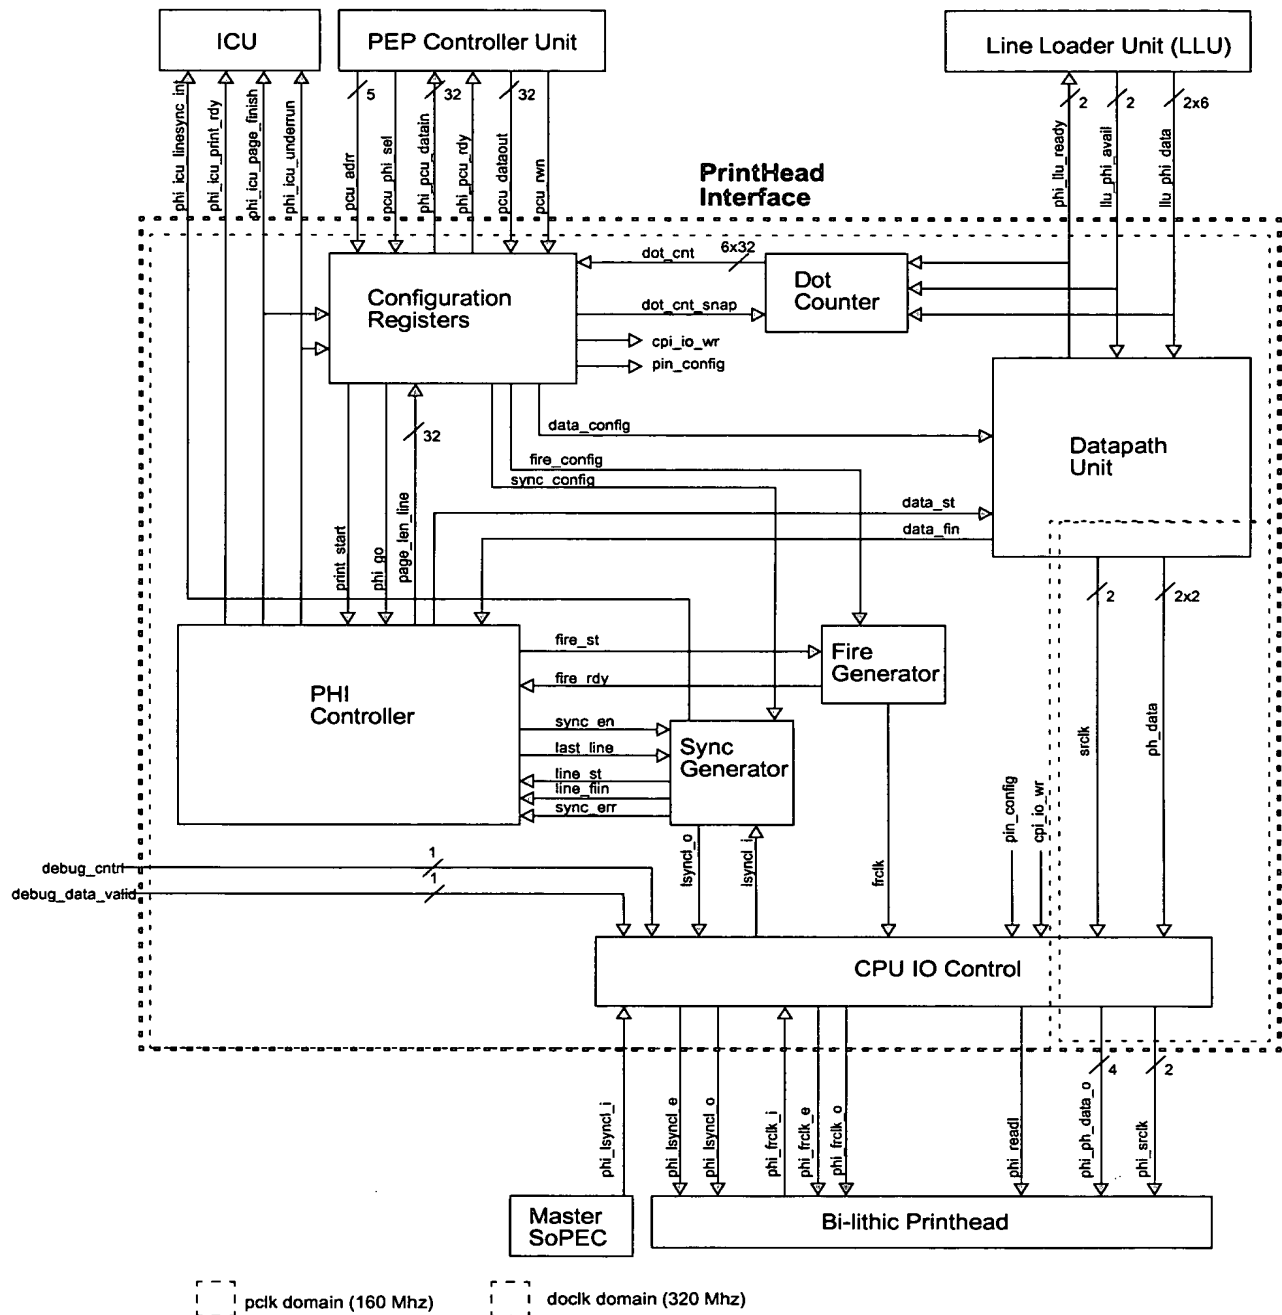 ICU
PEP Controller Unit
Line Loader Unit (LLU)
5
32
32
2
2
2x6
phi_icu_linesync_int
phi_icu_print_rdy
phi_icu_page_finish
phi_icu_underrun
pcu_adrr
pcu_phi_sel
phi_pcu_datain
phi_pcu_rdy
pcu_dataout
pcu_rwn
phi_llu_ready
llu_phi_avail
llu_phi_data
PrintHead
Interface
Configuration
Registers
dot_cnt
6x32
dot_cnt_snap
cpi_io_wr
pin_config
Dot
Counter
32
data_config
fire_config
sync_config
Datapath
Unit
data_st
data_fin
print_start
phi_go
page_len_line
2
2x2
PHI
Controller
fire_st
fire_rdy
Fire
Generator
sync_en
last_line
line_st
line_fiin
sync_err
Sync
Generator
srclk
ph_data
lsyncl_o
lsyncl_i
frclk
pin_config
cpi_io_wr
debug_cntrl
1
debug_data_valid
1
CPU IO Control
4
2
phi_lsyncl_i
phi_lsyncl_e
phi_lsyncl_o
phi_frclk_i
phi_frclk_e
phi_frclk_o
phi_readl
phi_ph_data_o
phi_srclk
Master
SoPEC
Bi-lithic Printhead
pclk domain (160 Mhz)
doclk domain (320 Mhz)